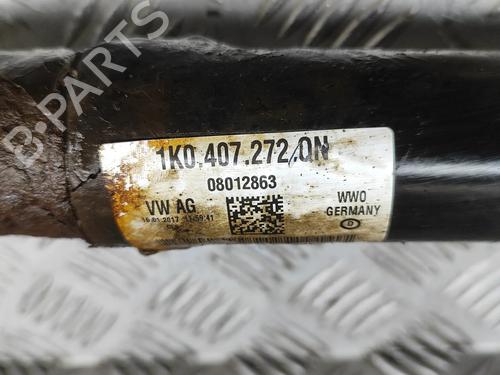 B-PARTS
1K0.407.272.QN
08012863
VW AG
WWO
GERMANY